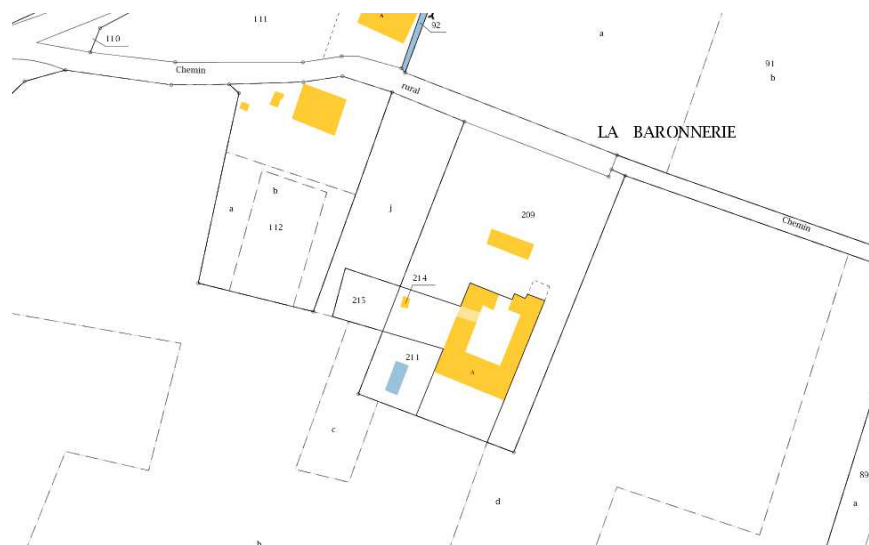 111
A
92
110
a
91
b
Chemin
rural
LA BARONNERIE
b
a
j
209
112
Chemin
214
215
211
A
c
89
d
a
b